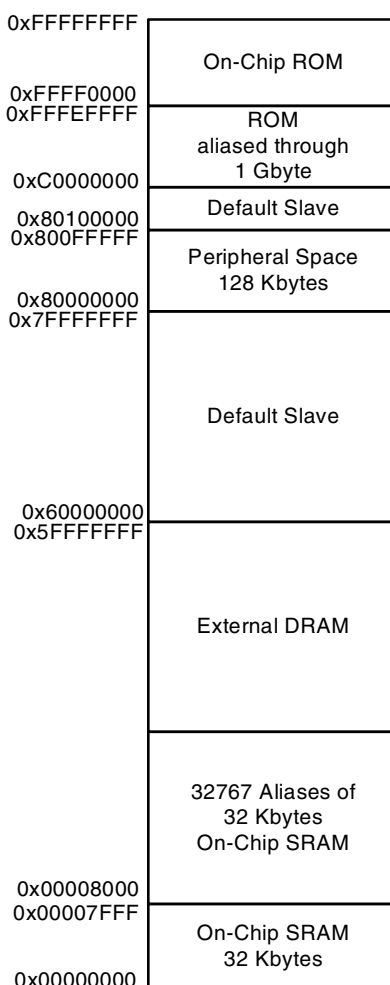 0xFFFFFFFF
On-Chip ROM
0xFFFF0000
0xFFFEFFFF
ROM
aliased through
1 Gbyte
0xC0000000
Default Slave
0x80100000
0x800FFFFF
Peripheral Space
128 Kbytes
0x80000000
0x7FFFFFFF
Default Slave
0x60000000
0x5FFFFFFF
External DRAM
32767 Aliases of
32 Kbytes
On-Chip SRAM
0x00008000
0x00007FFF
On-Chip SRAM
32 Kbytes
0x00000000